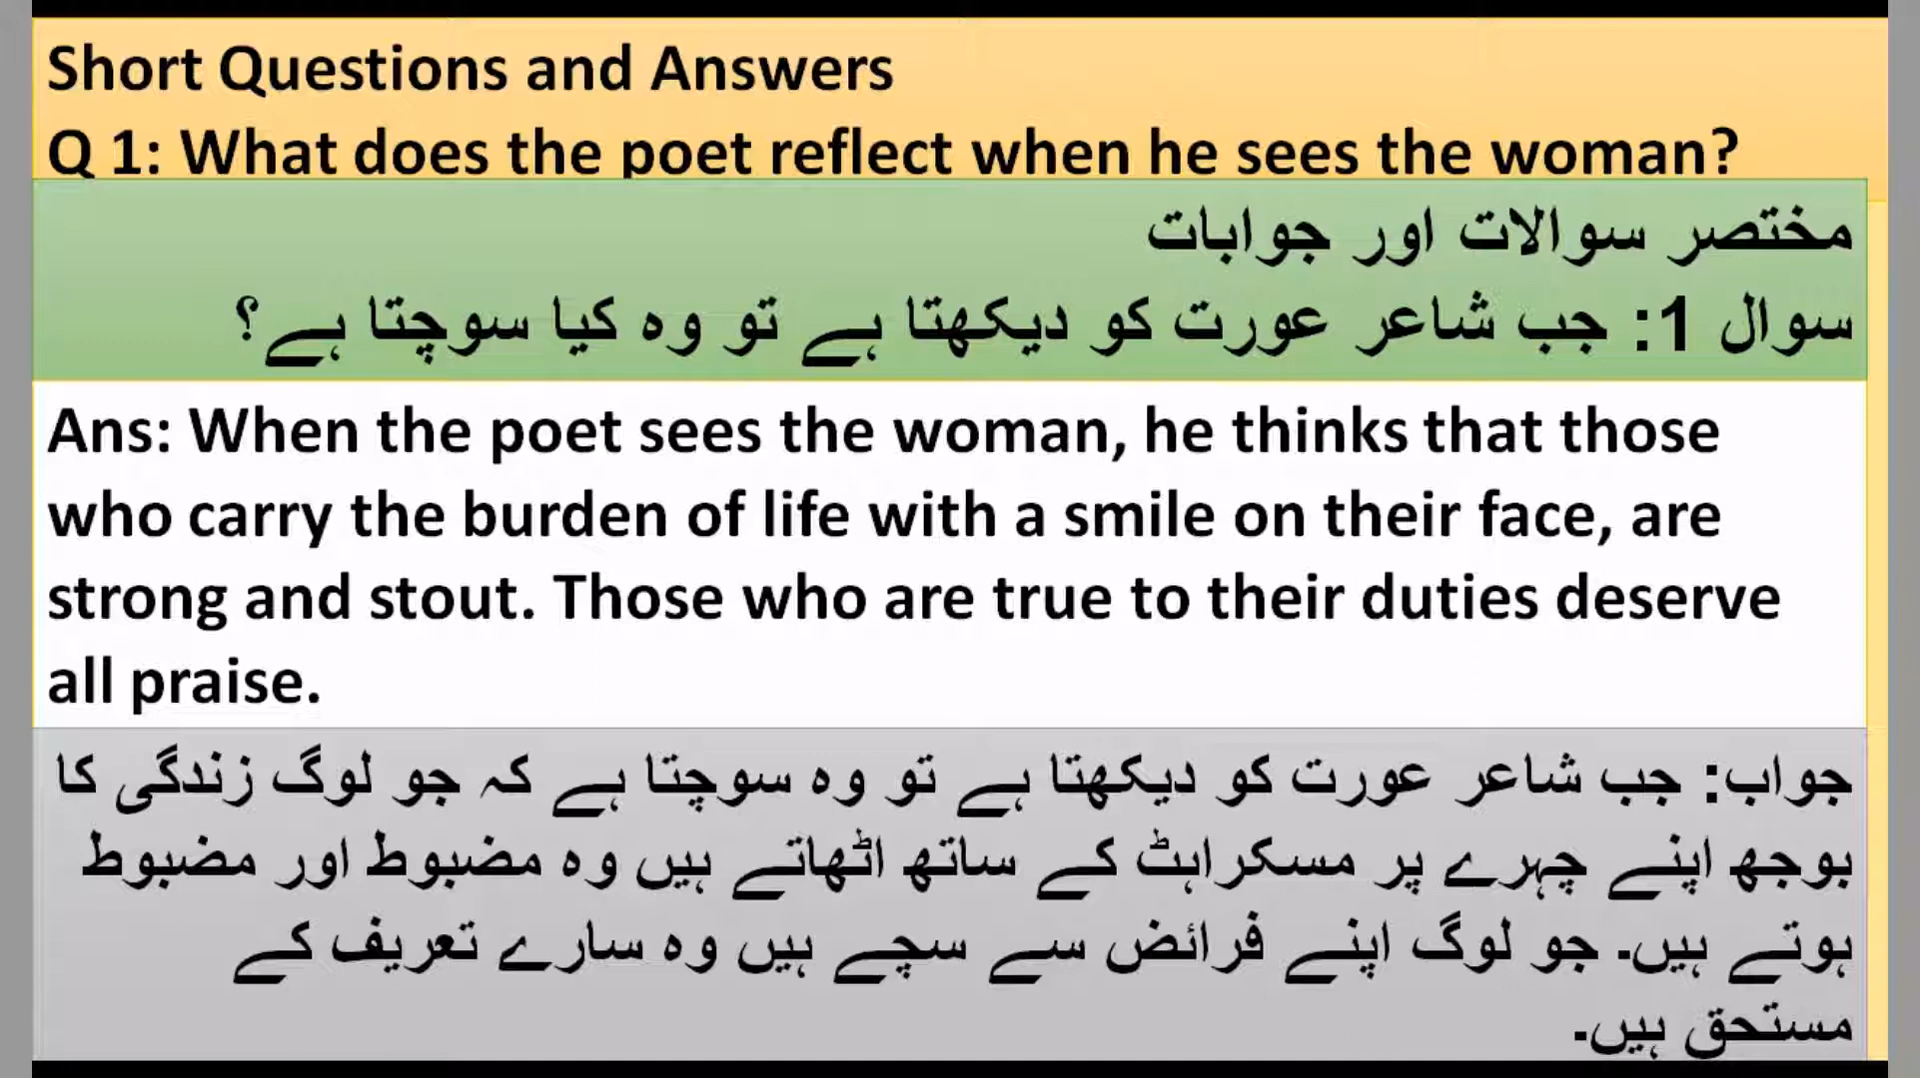 Short Questions and Answers
Q 1: What does the poet reflect when he sees the woman?
مختصر سوالات اور جوابات
سوال 1: جب شاعر عورت کو دیکھتا ہے تو وہ کیا سوچتا ہے؟
Ans: When the poet sees the woman, he thinks that those
who carry the burden of life with a smile on their face, are
strong and stout. Those who are true to their duties deserve
all praise.
جواب: جب شاعر عورت کو دیکھتا ہے تو وہ سوچتا ہے کہ جو لوگ زندگی کا
بوجھ اپنے چہرے پر مسکراہٹ کے ساتھ اٹھاتے ہیں وہ مضبوط اور مضبوط
ہوتے ہیں۔ جو لوگ اپنے فرائض سے سچے ہیں وہ سارے تعریف کے
مستحق ہیں۔